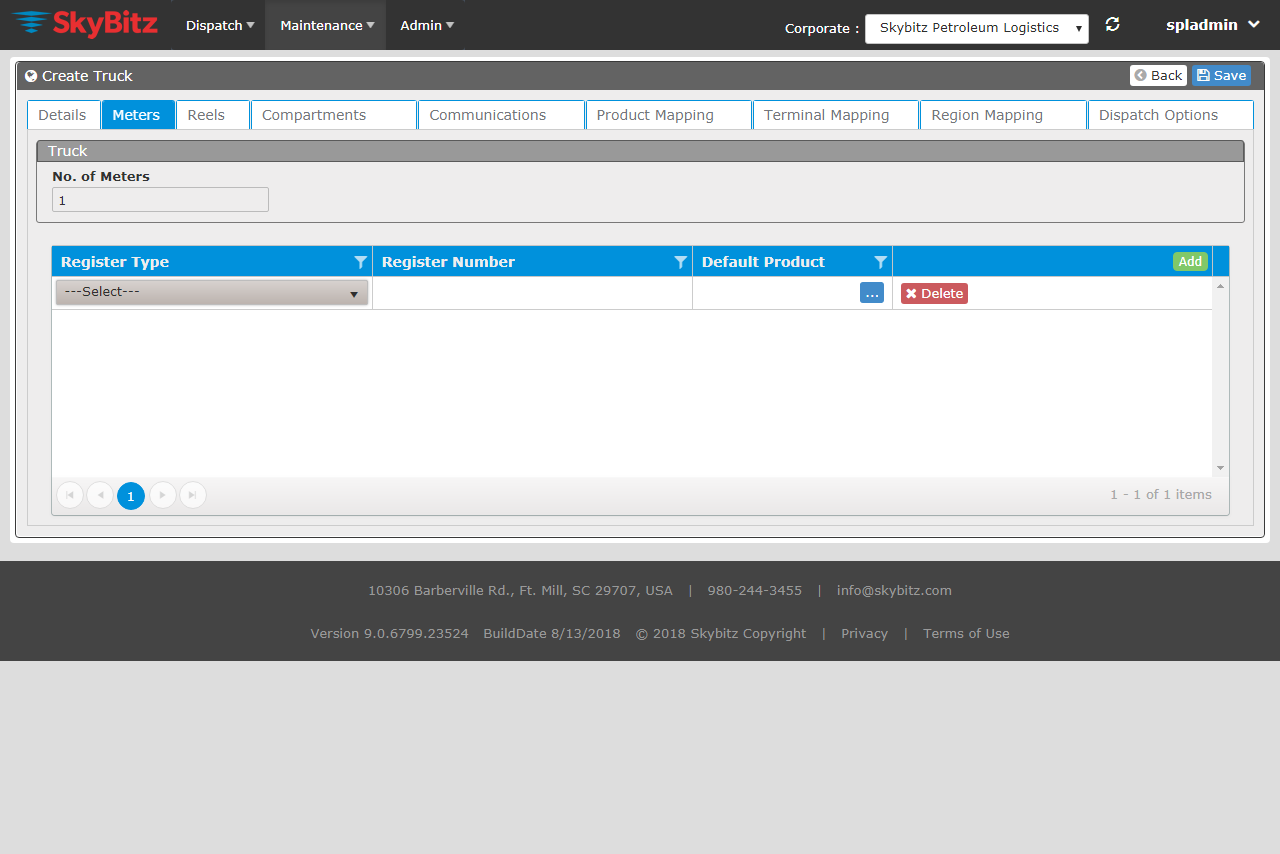 SkyBitz Dispatch Maintenance Admin Corporate : Skybitz Petroleum Logistics spladmin
Create Truck Back Save
Details Meters Reels Compartments Communications Product Mapping Terminal Mapping Region Mapping Dispatch Options
Truck
No. of Meters
1
Register Type Register Number Default Product Add
---Select--- ... Delete
1 1 - 1 of 1 items
10306 Barberville Rd., Ft. Mill, SC 29707, USA | 980-244-3455 | info@skybitz.com
Version 9.0.6799.23524 BuildDate 8/13/2018 © 2018 Skybitz Copyright | Privacy | Terms of Use